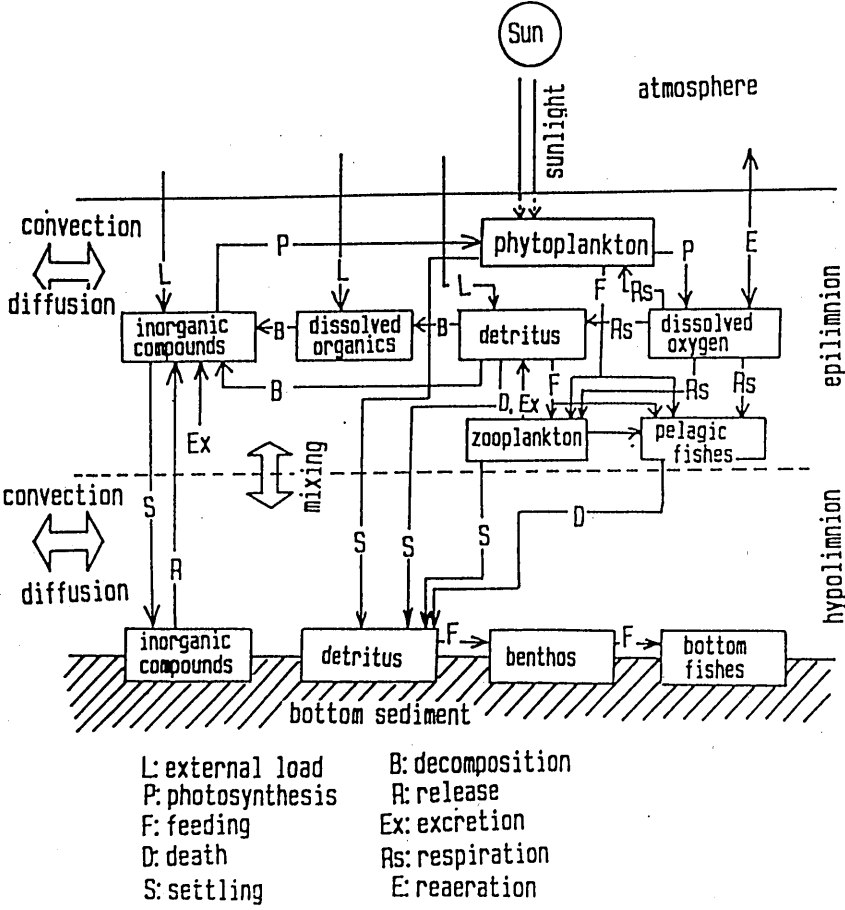 Sun
atmosphere
sunlight
convection
diffusion
P
phytoplankton
P
E
L
L
L
F
Rs
inorganic
compounds
B
dissolved
organics
B
detritus
Rs
dissolved
oxygen
epilimnion
B
F
Rs
Rs
D, Ex
Ex
zooplankton
pelagic
fishes
mixing
convection
diffusion
S
R
S
S
S
D
hypolimnion
inorganic
compounds
detritus
F
benthos
F
bottom
fishes
bottom sediment
L: external load
B: decomposition
P: photosynthesis
R: release
F: feeding
Ex: excretion
D: death
Rs: respiration
S: settling
E: reaeration